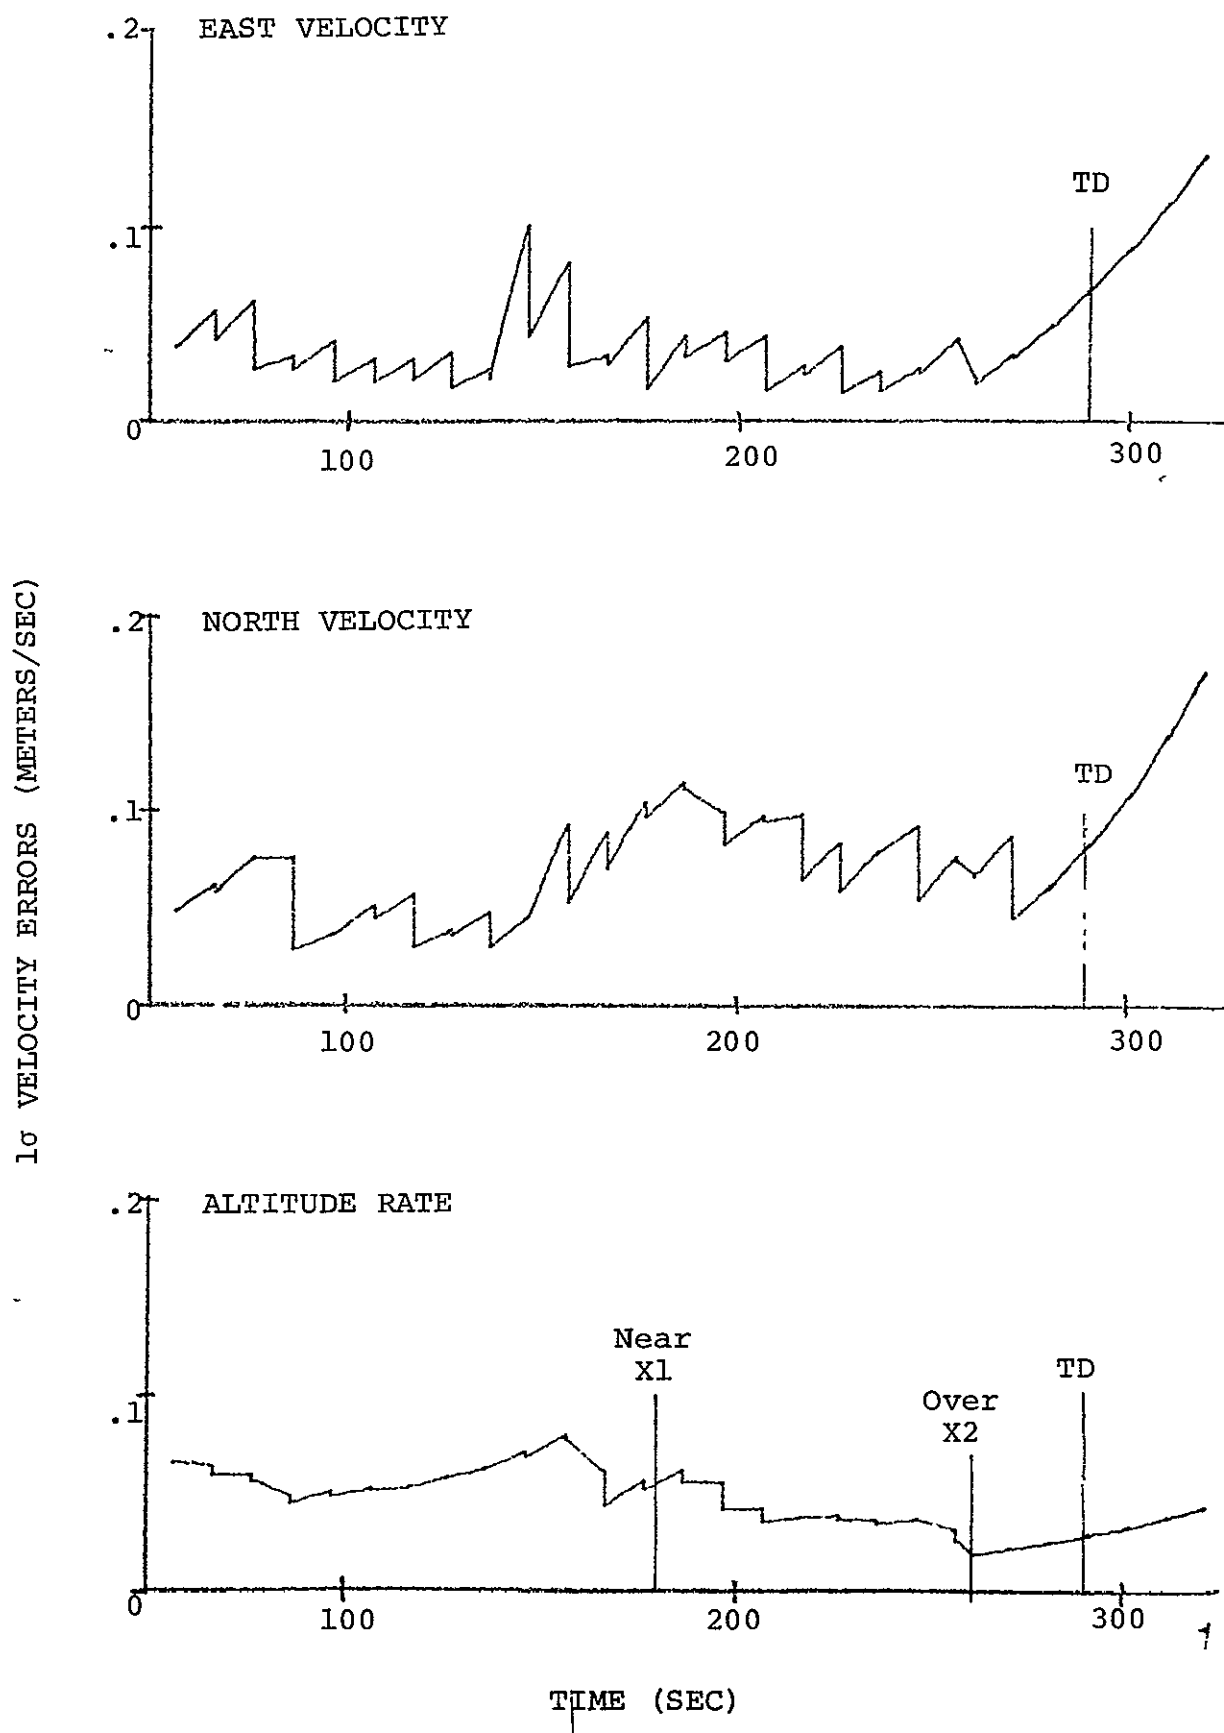 .2 EAST VELOCITY
TD
.1
0
100 200 300
1σ VELOCITY ERRORS (METERS/SEC)
.2 NORTH VELOCITY
TD
.1
0
100 200 300
.2 ALTITUDE RATE
Near
X1
TD
Over
X2
.1
0
100 200 300
TIME (SEC)